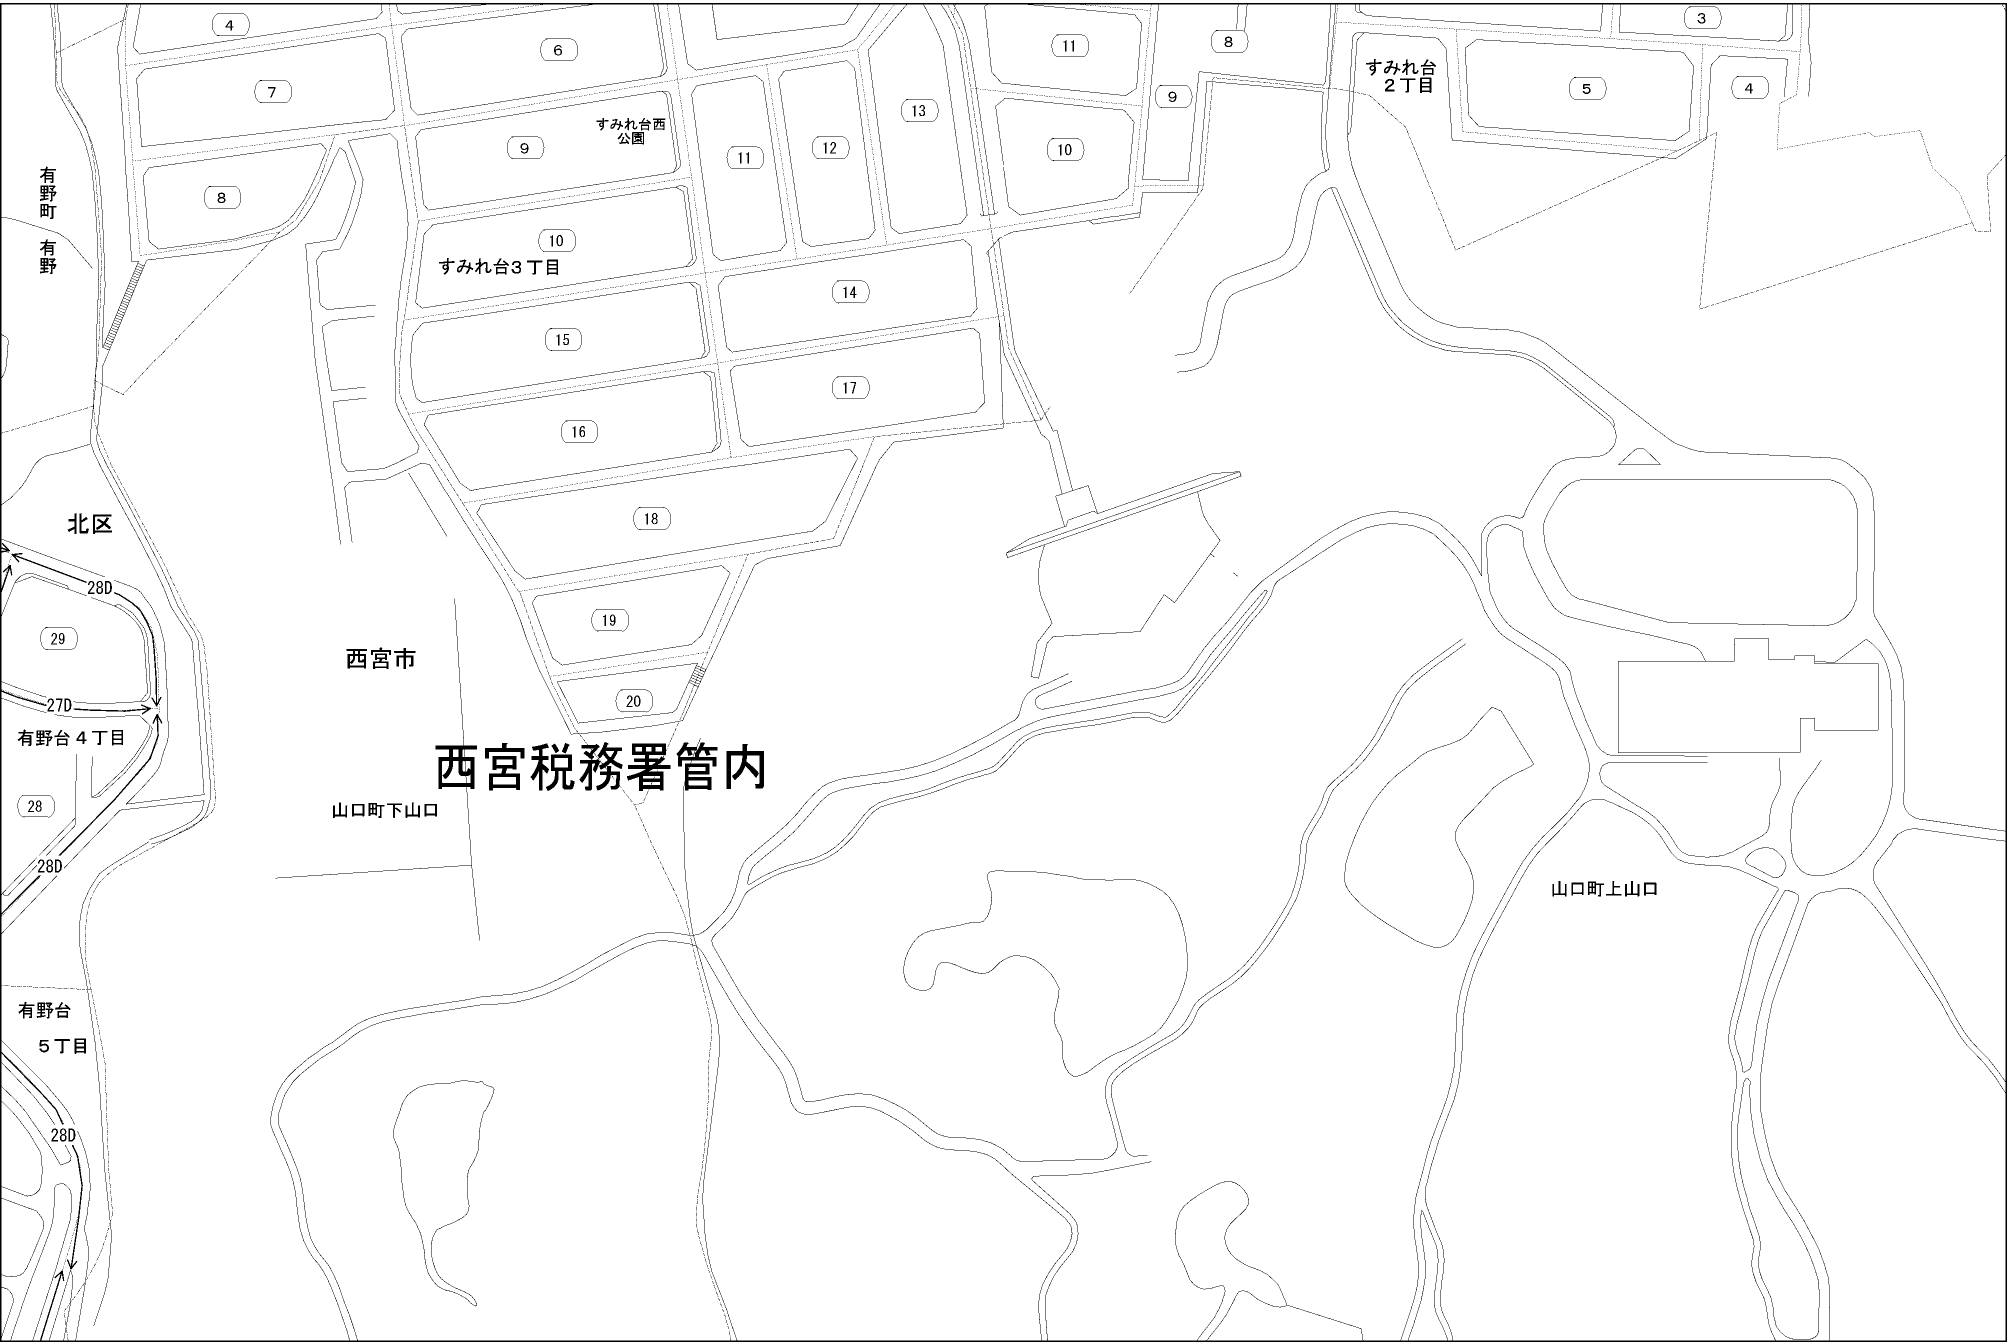 4
6
11
8
3
7
すみれ台
2丁目
5
4
9
13
すみれ台西
公園
9
11
12
10
有野町
8
有野
10
すみれ台3丁目
14
15
17
16
北区
18
28D
19
29
西宮市
20
27D
有野台4丁目
西宮税務署管内
28
山口町下山口
28D
山口町上山口
有野台
5丁目
28D